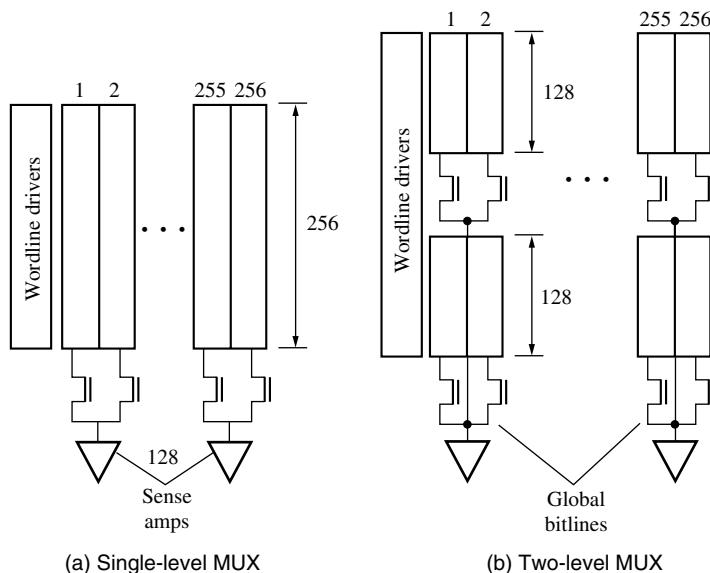 1 2
255 256
Wordline drivers
256
128
Sense
amps
(a) Single-level MUX
1 2
255 256
128
Wordline drivers
128
Global
bitlines
(b) Two-level MUX